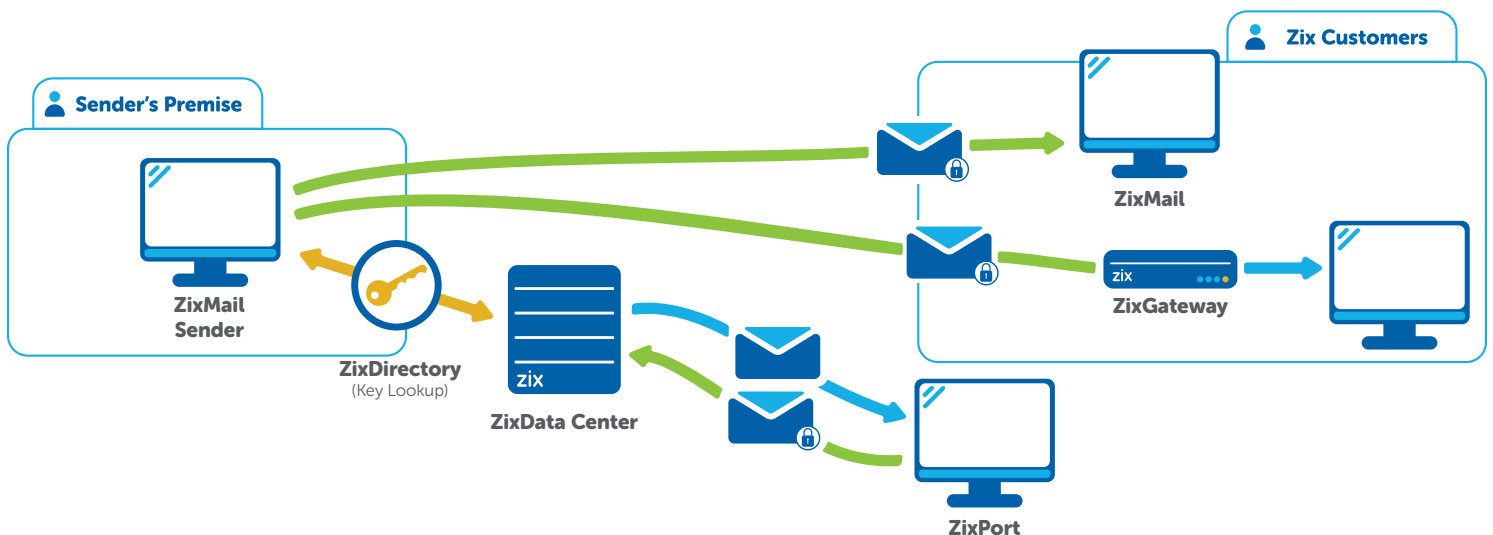 Zix Customers
Sender's Premise
ZixMail
ZixMail
Sender
zix
ZixGateway
ZixDirectory
(Key Lookup)
zix
ZixData Center
ZixPort